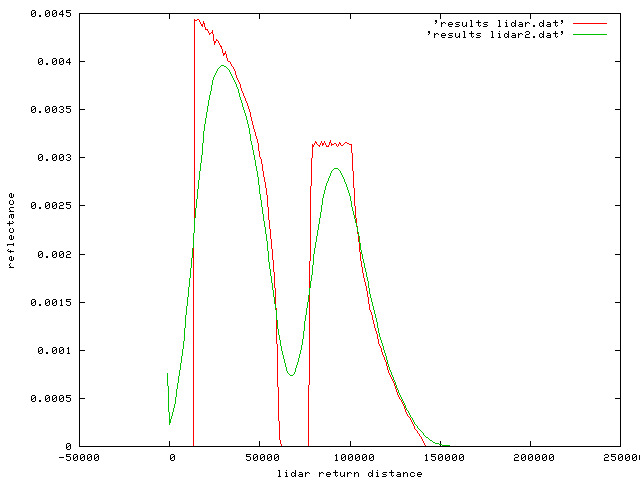 0.0045
'results lidar.dat'
'results lidar2.dat'
0.004
0.0035
0.003
0.0025
reflectance
0.002
0.0015
0.001
0.0005
0
-50000 0 50000 100000 150000 200000 250000
lidar return distance